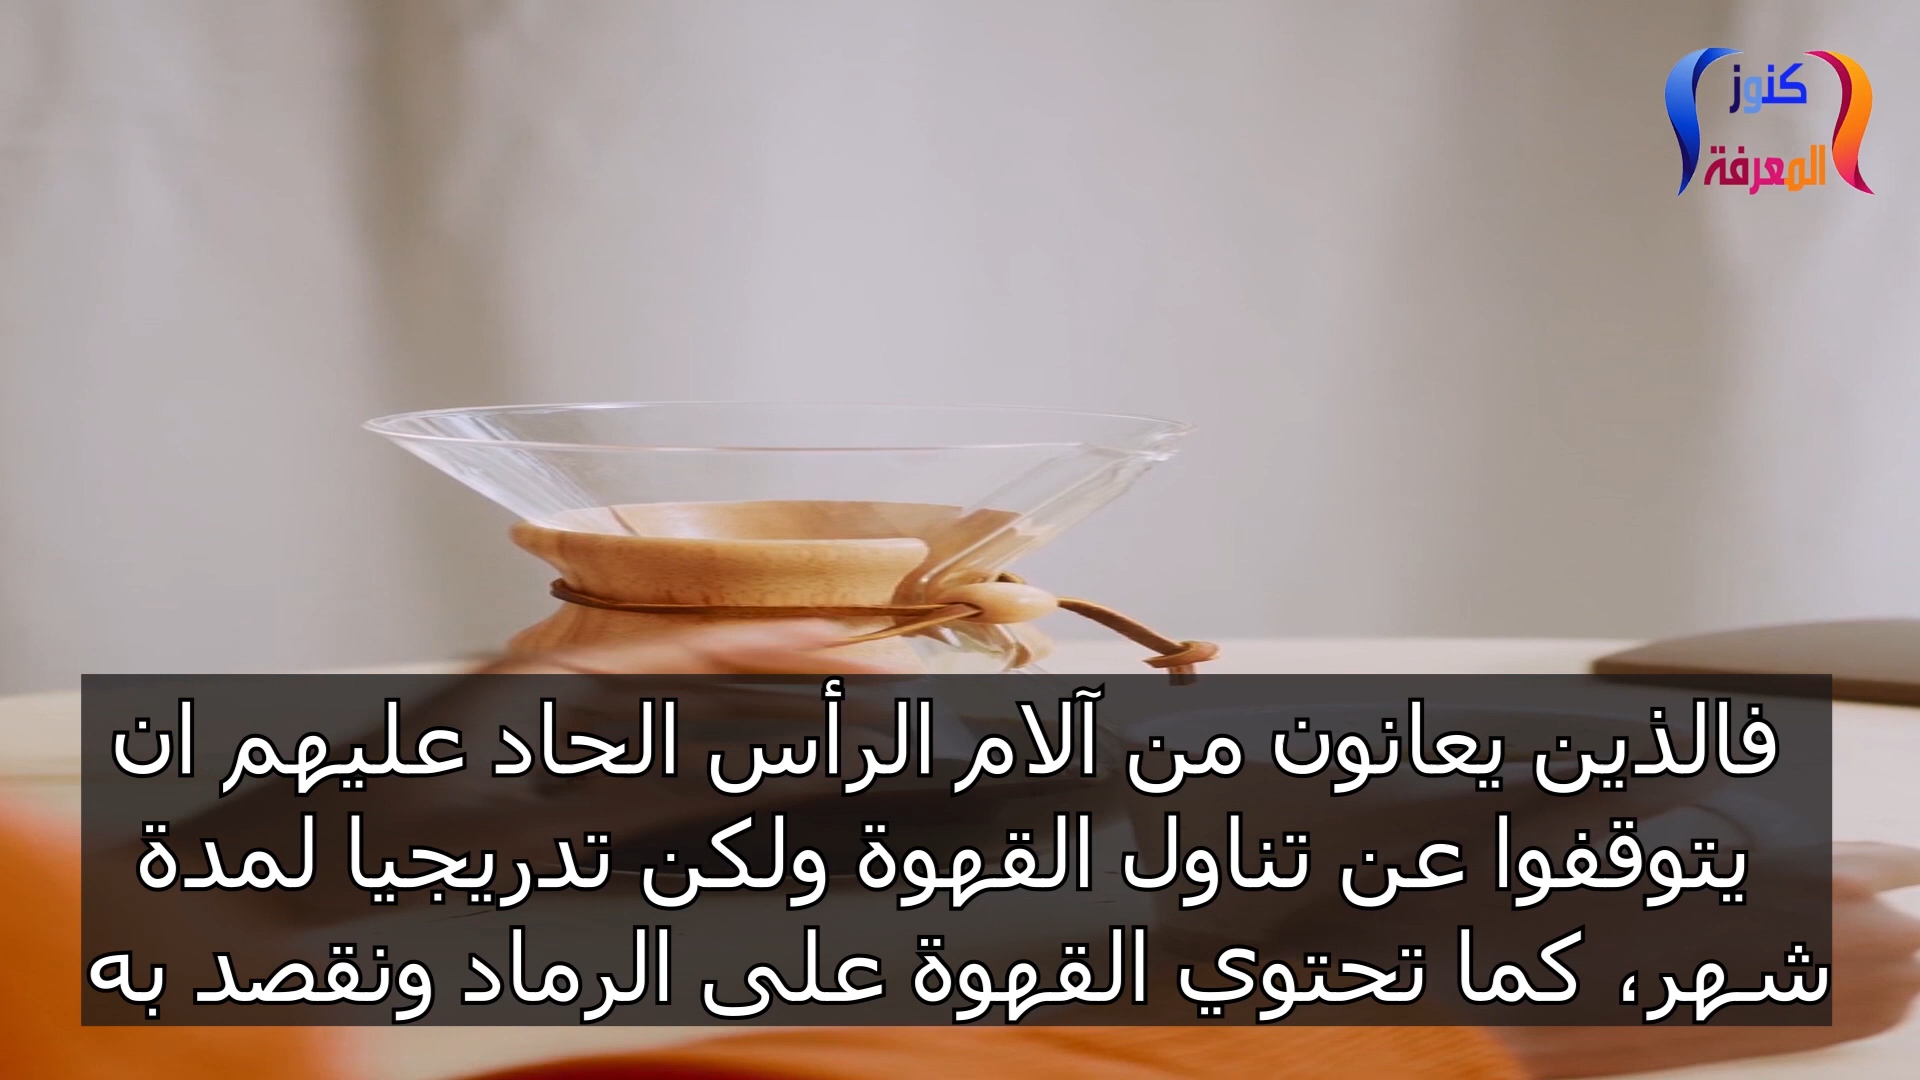 كنوز
المعرفة
فالذين يعانون من آلام الرأس الحاد عليهم ان
يتوقفوا عن تناول القهوة ولكن تدريجيا لمدة
شهر، كما تحتوي القهوة على الرماد ونقصد به